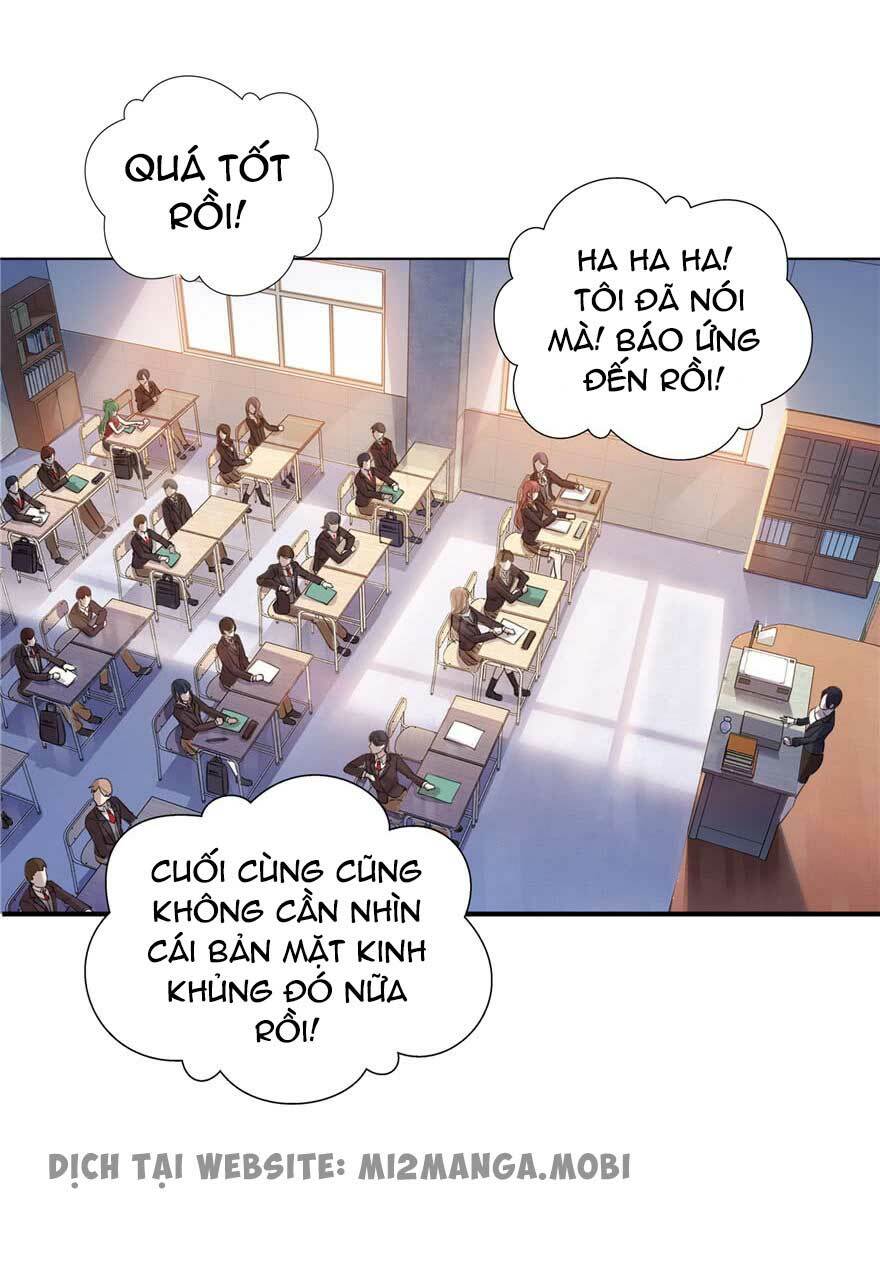 QUÁ TỐT
RỒI!
HA HA HA!
TÔI ĐÃ NÓI
MÀ! BÁO ỨNG
ĐẾN RỒI!
CUỐI CÙNG CŨNG
KHÔNG CẦN NHÌN
CÁI BẢN MẶT KINH
KHỦNG ĐÓ NỮA
RỒI!
DỊCH TẠI WEBSITE: MI2MANGA.MOBI